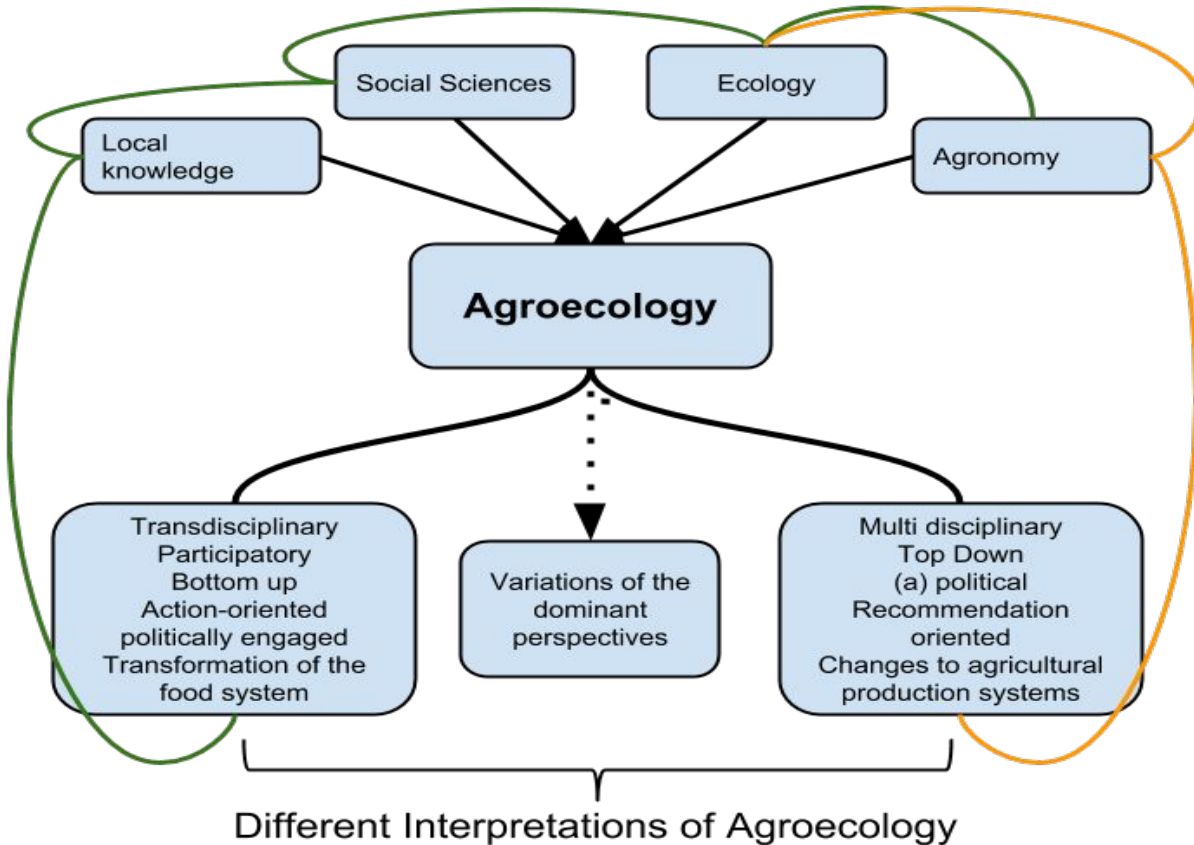 Social Sciences
Ecology
Local
knowledge
Agronomy
Agroecology
Transdisciplinary
Participatory
Bottom up
Action-oriented
politically engaged
Transformation of the
food system
Variations of the
dominant
perspectives
Multi disciplinary
Top Down
(a) political
Recommendation
oriented
Changes to agricultural
production systems
Different Interpretations of Agroecology